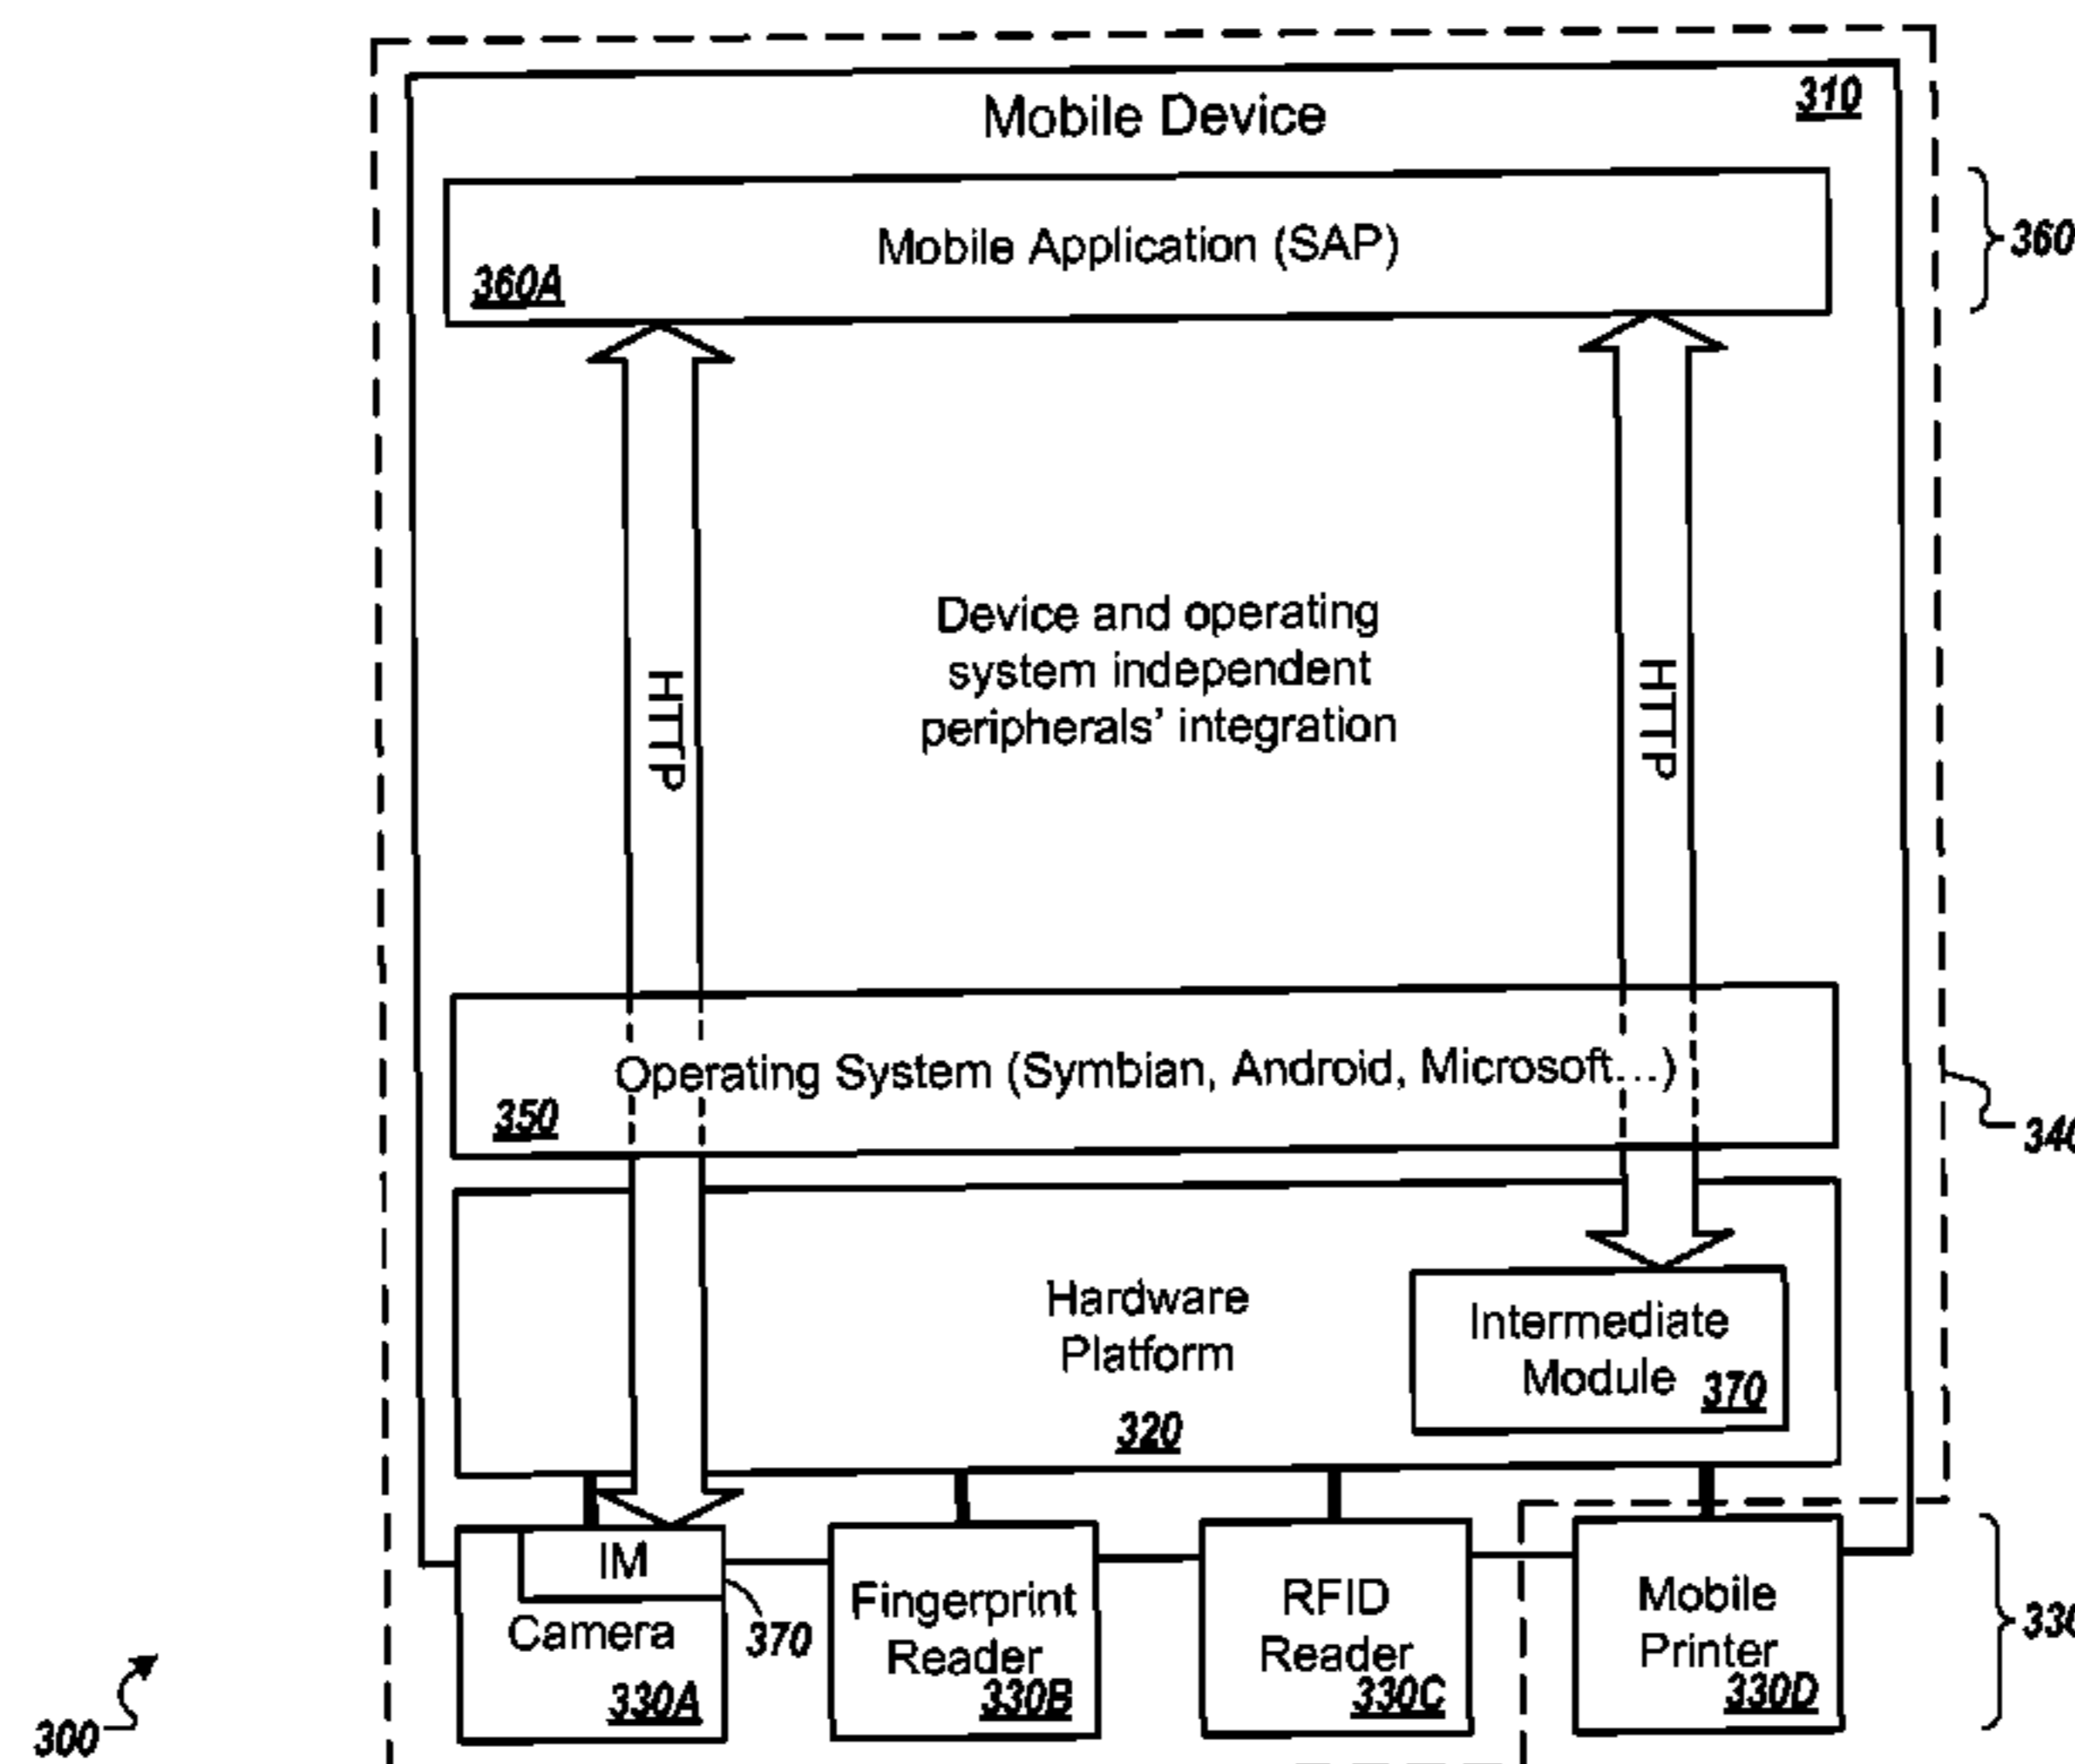 310
Mobile Device
Mobile Application (SAP)
360A
360
HTTP
HTTP
Device and operating
system independent
peripherals' integration
Operating System (Symbian, Android, Microsoft...)
350
340
Hardware
Platform
320
Intermediate
Module 370
IM
370
Camera
330A
Fingerprint
Reader
330B
RFID
Reader
330C
Mobile
Printer
330D
330
300